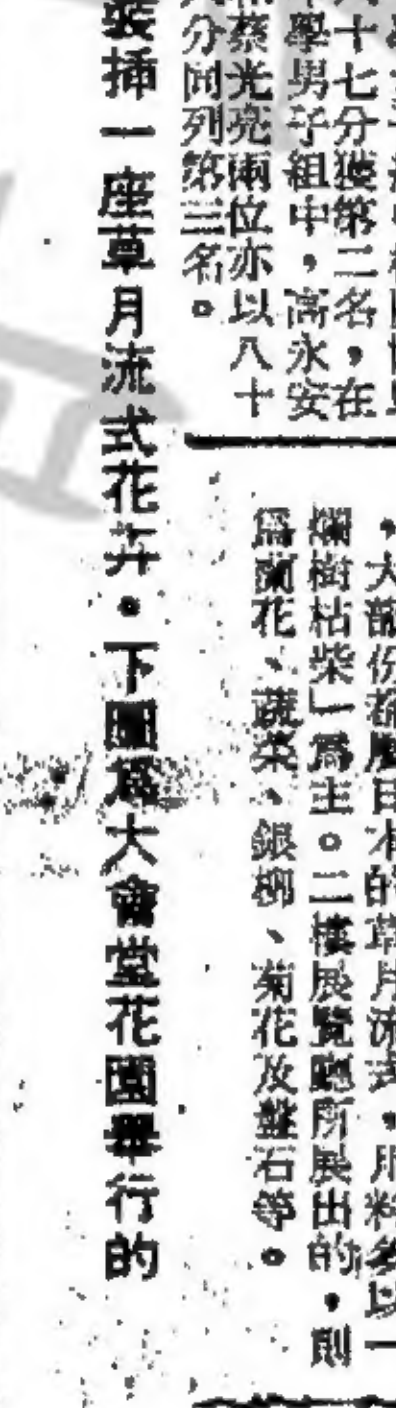 十七分獲第二名，在
學男子組中，高永安
蔡光亮兩位亦以八十
分同列第三名。
，大部份都屬日本的草月流式，用料多以一
爛樹枯柴」爲主。二樓展覽廳所展出的，則
爲蘭花、蔬菜、銀柳、菊花及盤石等。
裝插一座草月流式花卉。下圖爲大會堂花園舉行的